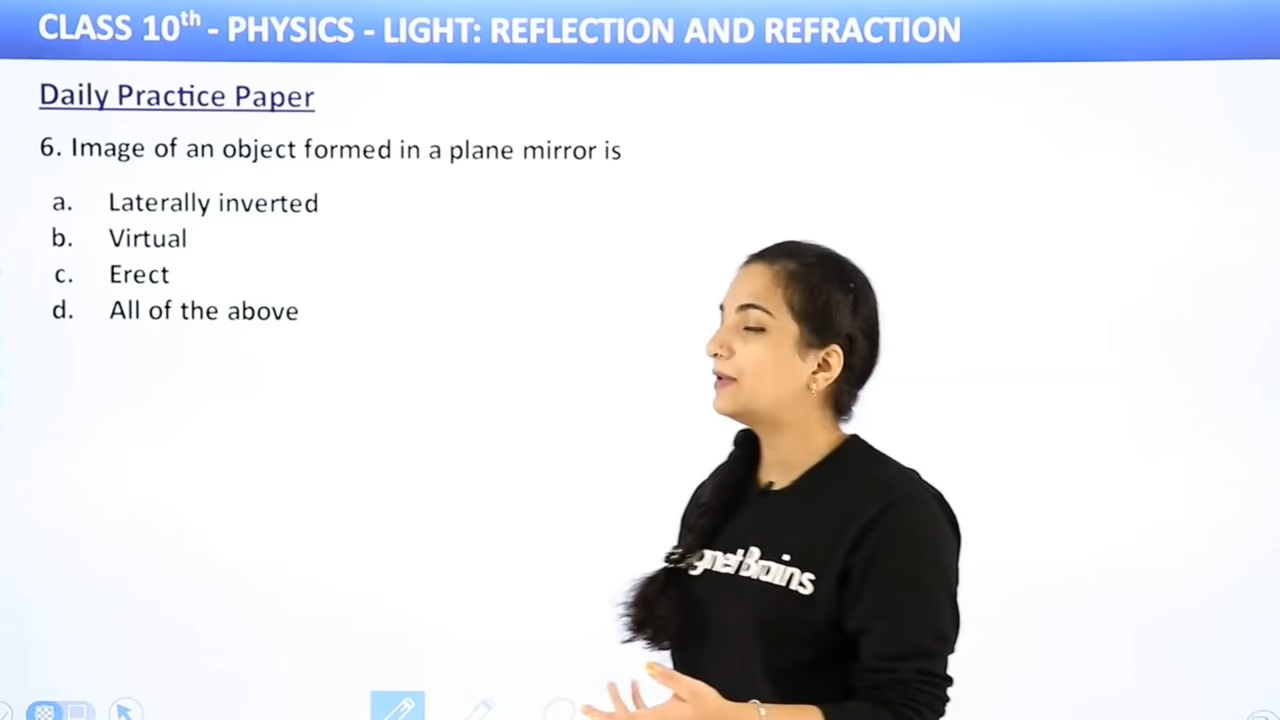 CLASS 10th - PHYSICS - LIGHT: REFLECTION AND REFRACTION
Daily Practice Paper
6. Image of an object formed in a plane mirror is
a. Laterally inverted
b. Virtual
c. Erect
d. All of the above
Brains